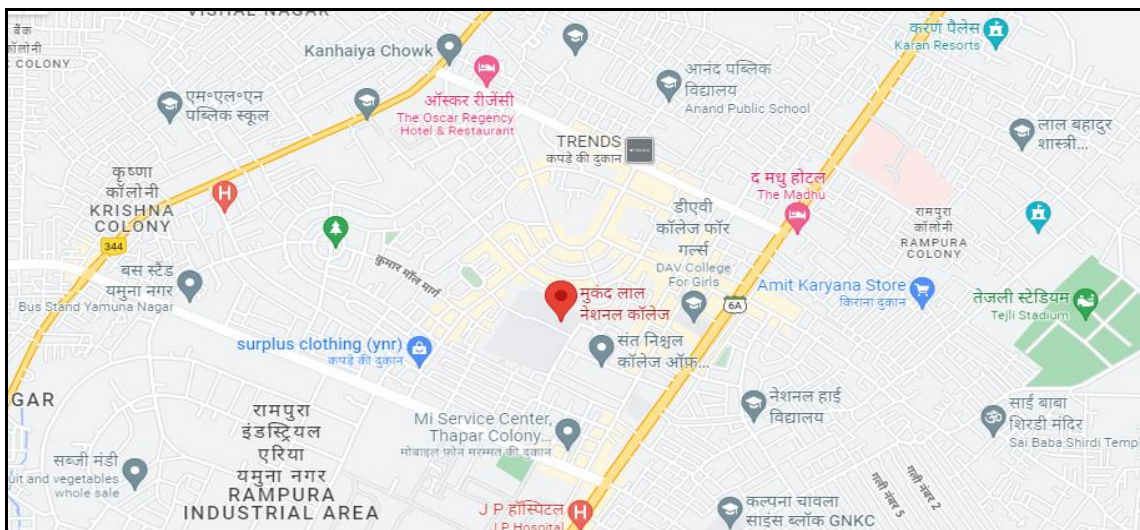 VISHAL NAGAR
बैंक
कॉलोनी
COLONY
Kanhaiya Chowk
करण पैलेस
Karan Resorts
ऑस्कर रीजेंसी
The Oscar Regency
Hotel & Restaurant
आनंद पब्लिक
विद्यालय
Anand Public School
एम॰एल॰एन
पब्लिक स्कूल
TRENDS
कपड़े की दुकान
लाल बहादुर
शास्त्री...
कृष्णा
कॉलोनी
KRISHNA
COLONY
H
द मधु होटल
The Madhu
डीएवी
कॉलेज फॉर
गर्ल्स
DAV College
For Girls
रामपुरा
कॉलोनी
RAMPURA
COLONY
344
कुमार मॉल मार्ग
बस स्टैंड
यमुना नगर
Bus Stand Yamuna Nagar
मुकंद लाल
नेशनल कॉलेज
6A
Amit Karyana Store
किराना दुकान
तेजली स्टेडियम
Tejli Stadium
surplus clothing (ynr)
कपड़े की दुकान
संत निश्चल
कॉलेज ऑफ़...
GAR
रामपुरा
इंडस्ट्रियल
एरिया
यमुना नगर
RAMPURA
INDUSTRIAL AREA
Mi Service Center,
Thapar Colony...
मोबाइल फ़ोन मरम्मत की दुकान
नेशनल हाई
विद्यालय
साईं बाबा
शिरडी मंदिर
Sai Baba Shirdi Temp
सब्जी मंडी
uit and vegetables
whole sale
गली नंबर 5
गली नंबर 2
J P हॉस्पिटल
J P Hospital
H
कल्पना चावला
साइंस ब्लॉक GNKC